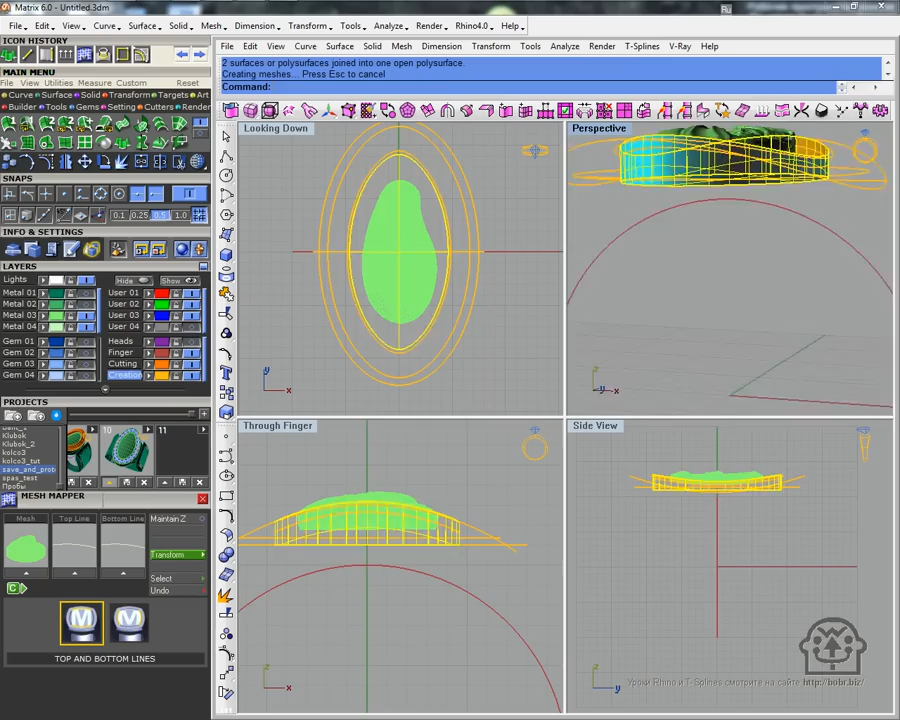 Matrix 6.0 - Untitled.3dm
Ru
File Edit View Curve Surface Solid Mesh Dimension Transform Tools Analyze Render Rhino4.0 Help
ICON HISTORY
MAIN MENU
File View Utilities Measure Custom Reset
Curve Surface Solid Transform Targets Art
Builder Tools Gems Setting Cutters Render
SNAPS
0.1 0.25 0.5 1.0
INFO & SETTINGS
LAYERS
Lights Hide Show
Metal 01 User 01
Metal 02 User 02
Metal 03 User 03
Metal 04 User 04
Gem 01 Heads
Gem 02 Finger
Gem 03 Cutting
Gem 04 Creation
PROJECTS
Klubok
Klubok_2
kolco3
kolco3_tut
save_and_prob
spas_test
Пробы
10 11
MESH MAPPER
Mesh Top Line Bottom Line Maintain Z
Transform
Select
Undo
C
M M
TOP AND BOTTOM LINES
File Edit View Curve Surface Solid Mesh Dimension Transform Tools Analyze Render T-Splines V-Ray Help
2 surfaces or polysurfaces joined into one open polysurface.
Creating meshes... Press Esc to cancel
Command:
Looking Down
y
x
Perspective
z
y x
Through Finger
z
x
Side View
z
y
Уроки Rhino и T-Splines смотрите на сайте http://bobr.biz/